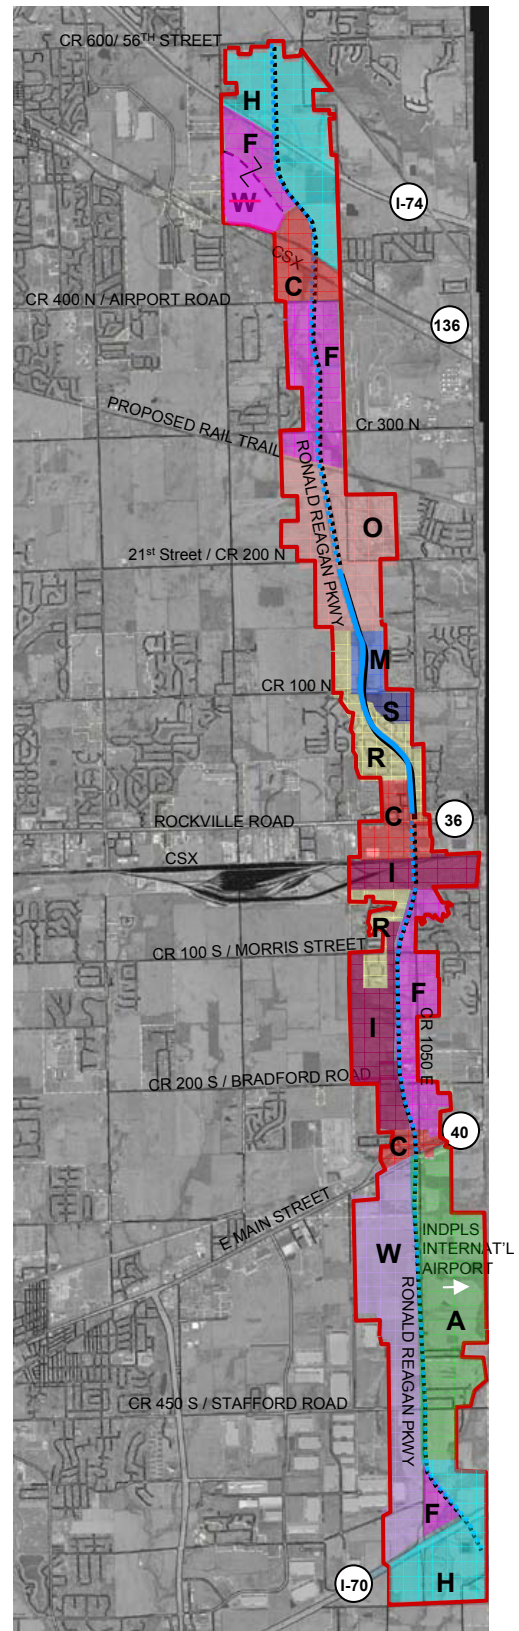 CR 600/ 56TH STREET
H
F
W
I-74
CSX
C
CR 400 N / AIRPORT ROAD
136
F
PROPOSED RAIL TRAIL
Cr 300 N
RONALD REAGAN PKWY
O
21st Street / CR 200 N
M
CR 100 N
S
R
C
ROCKVILLE ROAD
36
CSX
I
R
CR 100 S / MORRIS STREET
F
CR 1050 E
I
CR 200 S / BRADFORD ROAD
40
C
E MAIN STREET
INDPLS
INTERNAT'L
AIRPORT
W
RONALD REAGAN PKWY
A
CR 450 S / STAFFORD ROAD
F
I-70
H